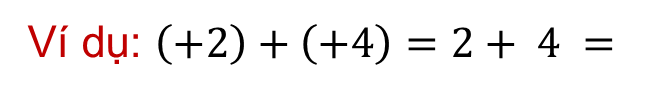 Ví dụ: (+2) + (+4) = 2 + 4 =